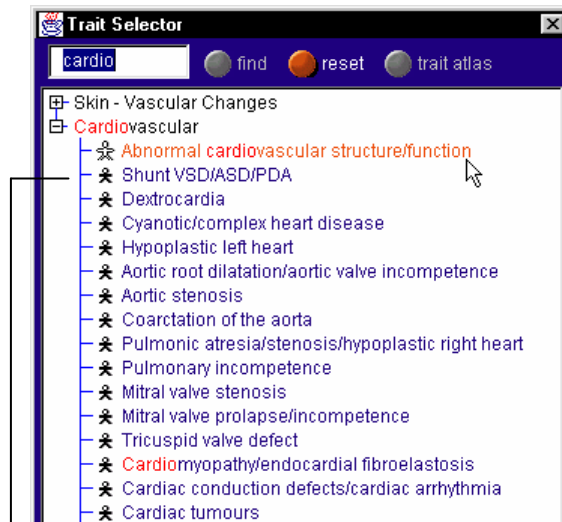 Trait Selector
cardio find reset trait atlas
Skin - Vascular Changes
Cardiovascular
Abnormal cardiovascular structure/function
Shunt VSD/ASD/PDA
Dextrocardia
Cyanotic/complex heart disease
Hypoplastic left heart
Aortic root dilatation/aortic valve incompetence
Aortic stenosis
Coarctation of the aorta
Pulmonic atresia/stenosis/hypoplastic right heart
Pulmonary incompetence
Mitral valve stenosis
Mitral valve prolapse/incompetence
Tricuspid valve defect
Cardiomyopathy/endocardial fibroelastosis
Cardiac conduction defects/cardiac arrhythmia
Cardiac tumours